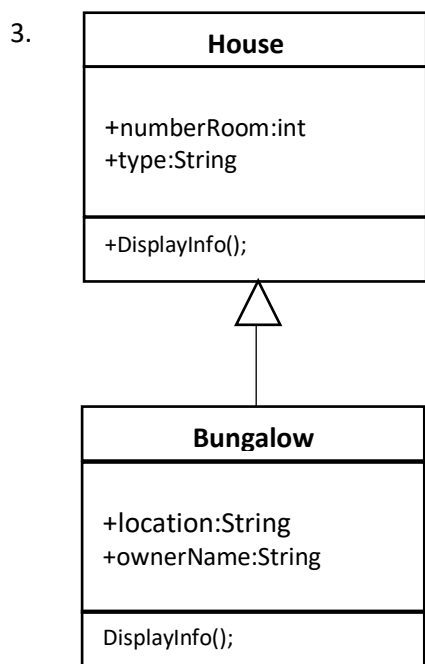 3.
House
+numberRoom:int
+type:String
+DisplayInfo();
Bungalow
+location:String
+ownerName:String
DisplayInfo();